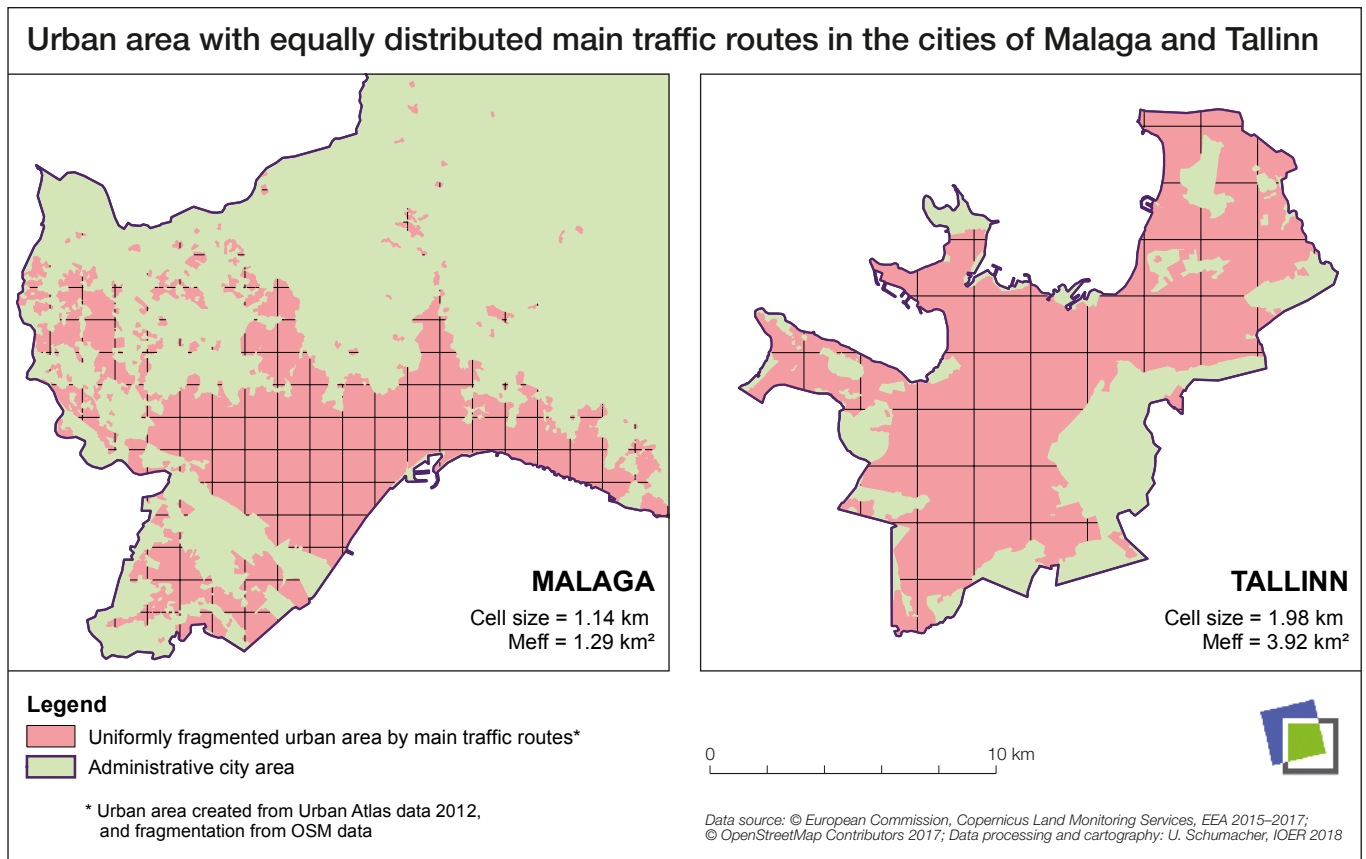 Urban area with equally distributed main traffic routes in the cities of Malaga and Tallinn
MALAGA
Cell size = 1.14 km
Meff = 1.29 km²
TALLINN
Cell size = 1.98 km
Meff = 3.92 km²
Legend
Uniformly fragmented urban area by main traffic routes*
Administrative city area
* Urban area created from Urban Atlas data 2012,
and fragmentation from OSM data
0 10 km
Data source: © European Commission, Copernicus Land Monitoring Services, EEA 2015–2017;
© OpenStreetMap Contributors 2017; Data processing and cartography: U. Schumacher, IOER 2018